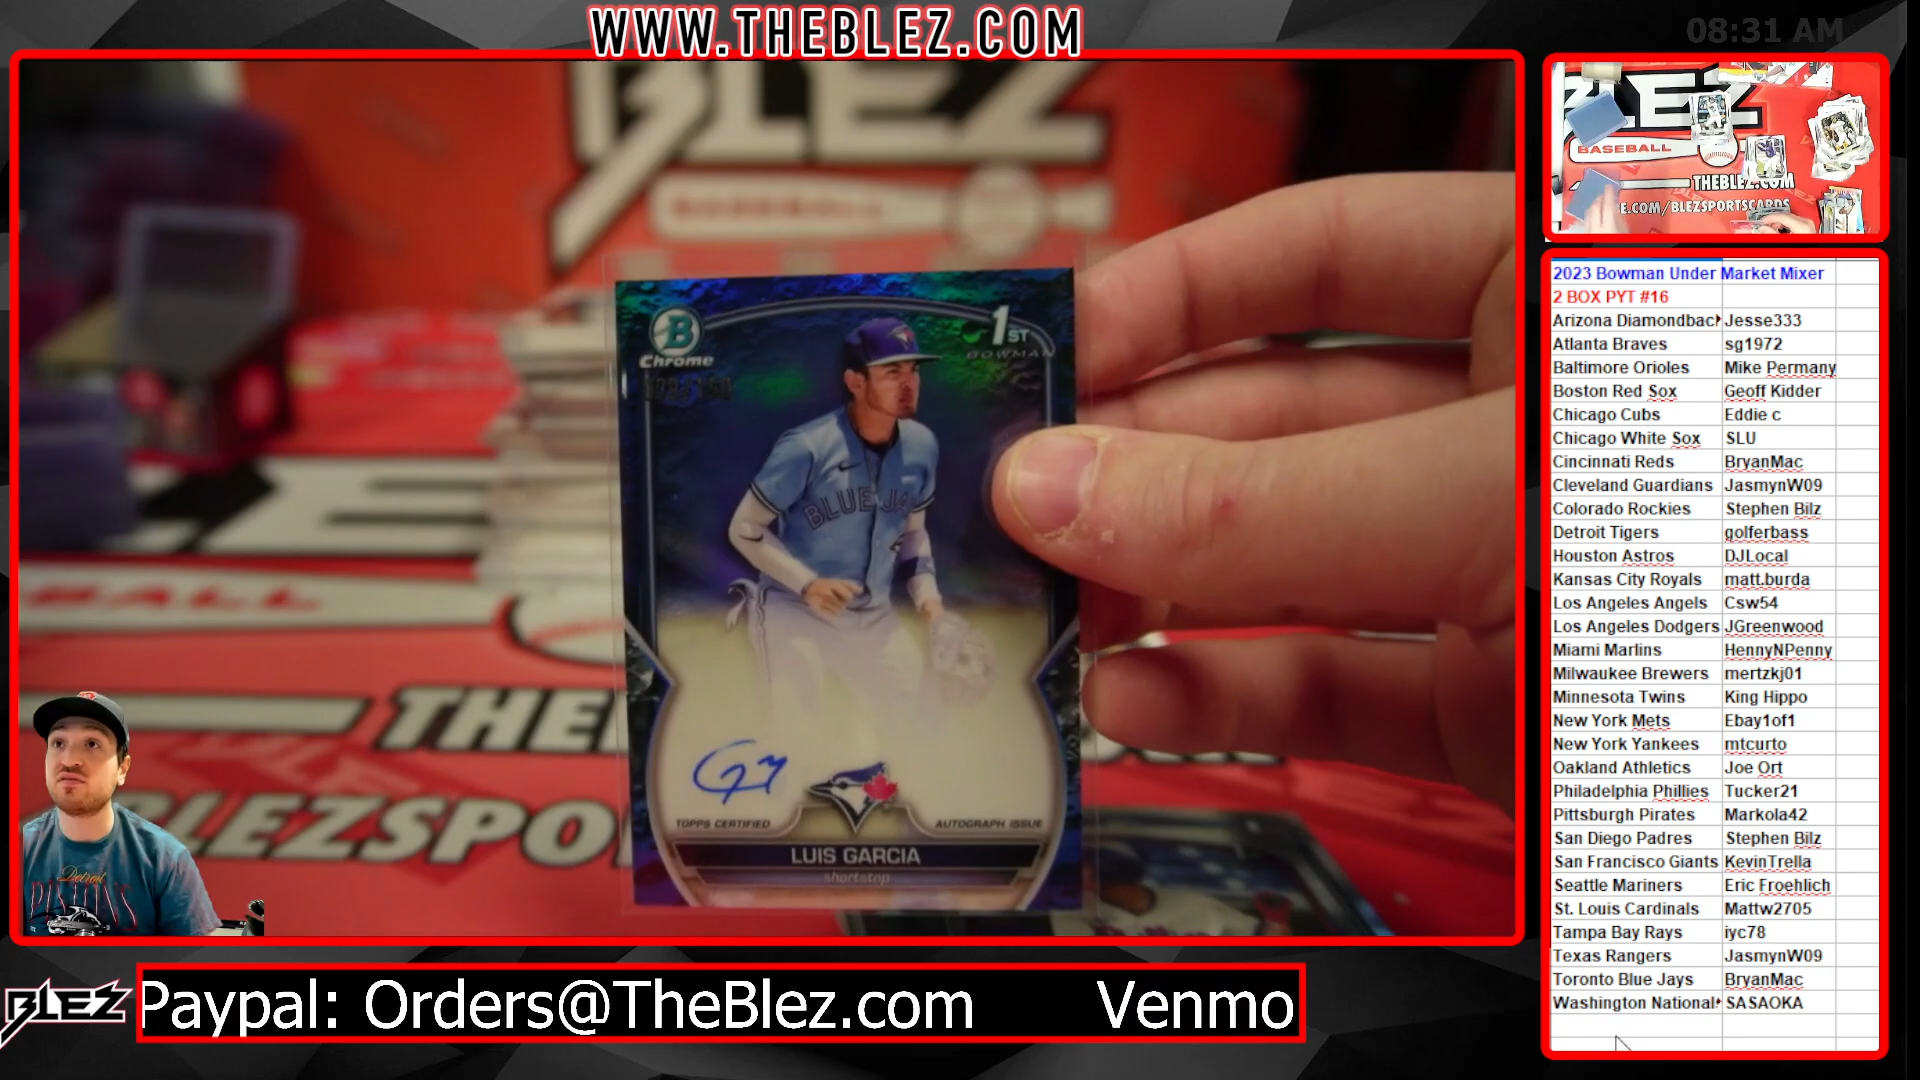 WWW.THEBLEZ.COM
08:31 AM
BLEZ
BASEBALL
B
Chrome
1ST
BOWMAN
BLUE JA
TOPPS CERTIFIED
AUTOGRAPH ISSUE
LUIS GARCIA
shortstop
BALL
THE
BLEZSPO
Detroit
PISTONS
BLEZ
Paypal: Orders@TheBlez.com Venmo
EZ
BASEBALL
THEBLEZ.COM
E.COM/BLEZSPORTSCARDS
2023 Bowman Under Market Mixer
2 BOX PYT #16
Arizona Diamondbac Jesse333
Atlanta Braves sg1972
Baltimore Orioles Mike Permany
Boston Red Sox Geoff Kidder
Chicago Cubs Eddie c
Chicago White Sox SLU
Cincinnati Reds BryanMac
Cleveland Guardians JasmynW09
Colorado Rockies Stephen Bilz
Detroit Tigers golferbass
Houston Astros DJLocal
Kansas City Royals matt.burda
Los Angeles Angels Csw54
Los Angeles Dodgers JGreenwood
Miami Marlins HennyNPenny
Milwaukee Brewers mertzkj01
Minnesota Twins King Hippo
New York Mets Ebay1of1
New York Yankees mtcurto
Oakland Athletics Joe Ort
Philadelphia Phillies Tucker21
Pittsburgh Pirates Markola42
San Diego Padres Stephen Bilz
San Francisco Giants KevinTrella
Seattle Mariners Eric Froehlich
St. Louis Cardinals Mattw2705
Tampa Bay Rays iyc78
Texas Rangers JasmynW09
Toronto Blue Jays BryanMac
Washington National SASAOKA